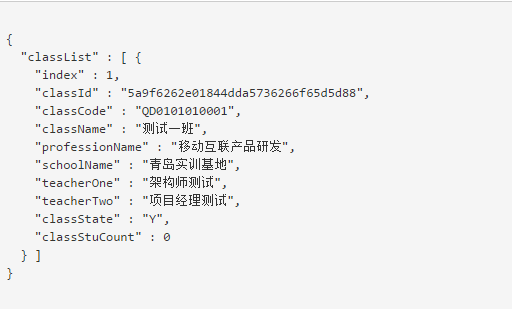 {
"classList" : [ {
"index" : 1,
"classId" : "5a9f6262e01844dda5736266f65d5d88",
"classCode" : "QD0101010001",
"className" : "测试一班",
"professionName" : "移动互联产品研发",
"schoolName" : "青岛实训基地",
"teacherOne" : "架构师测试",
"teacherTwo" : "项目经理测试",
"classState" : "Y",
"classStuCount" : 0
} ]
}